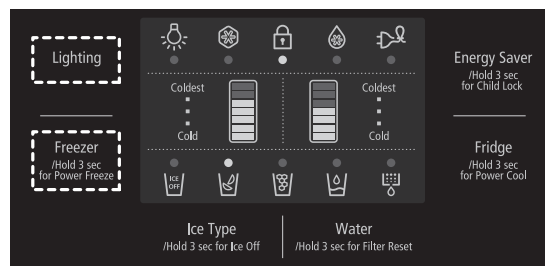 Lighting
Energy Saver
/Hold 3 sec
for Child Lock
Coldest
Cold
Coldest
Cold
Freezer
/Hold 3 sec
for Power Freeze
Fridge
/Hold 3 sec
for Power Cool
ICE
OFF
Ice Type
/Hold 3 sec for Ice Off
Water
/Hold 3 sec for Filter Reset